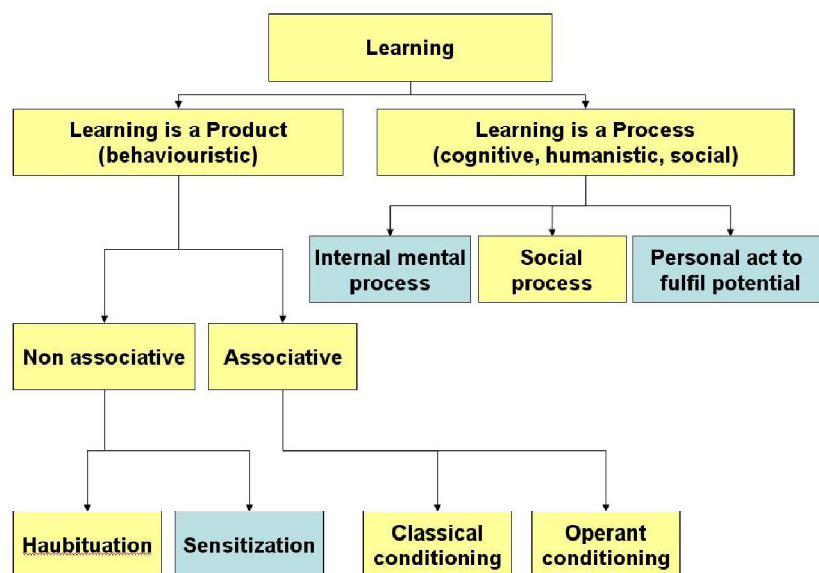 Learning
Learning is a Product
(behaviouristic)
Learning is a Process
(cognitive, humanistic, social)
Internal mental
process
Social
process
Personal act to
fulfil potential
Non associative
Associative
Haubituation
Sensitization
Classical
conditioning
Operant
conditioning